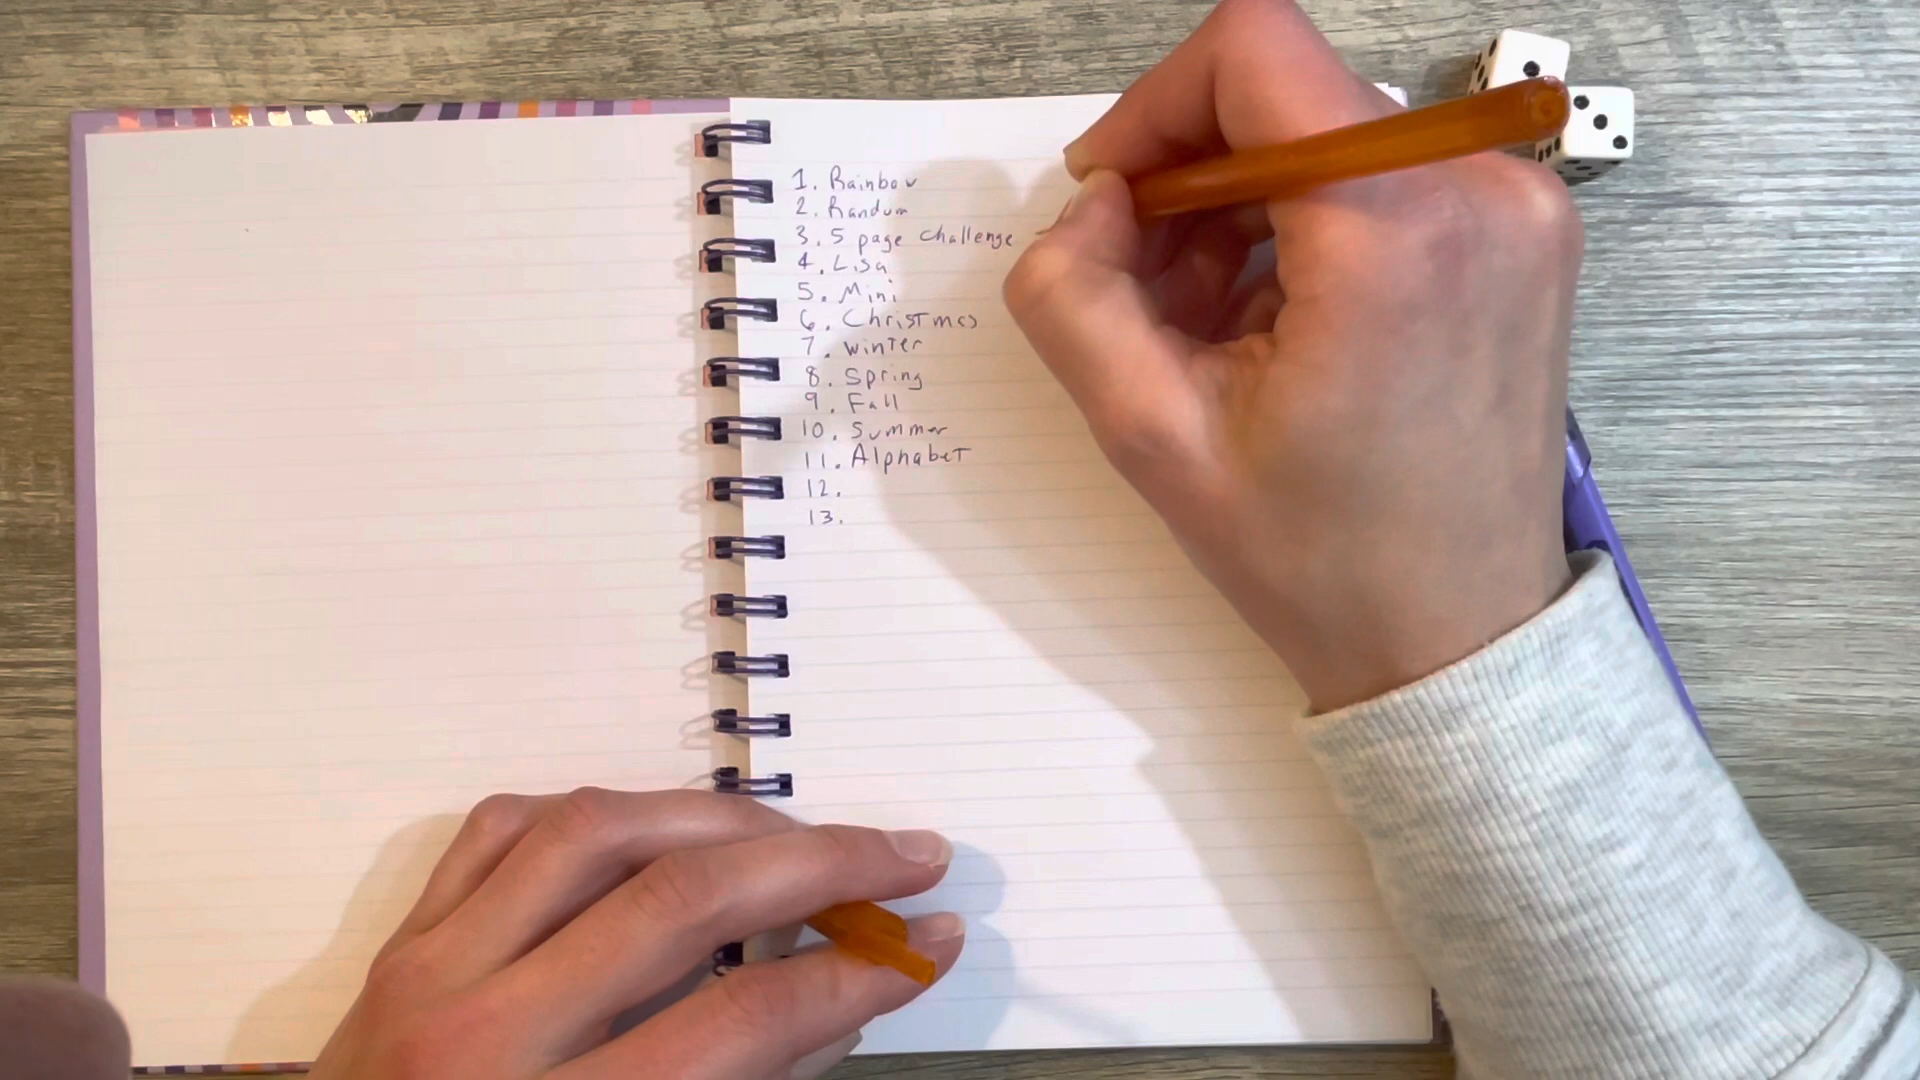 1. Rainbow
2. Random
3. 5 page challenge
4. Lisa
5. Mini
6. Christmas
7. winter
8. Spring
9. Fall
10. Summer
11. Alphabet
12.
13.